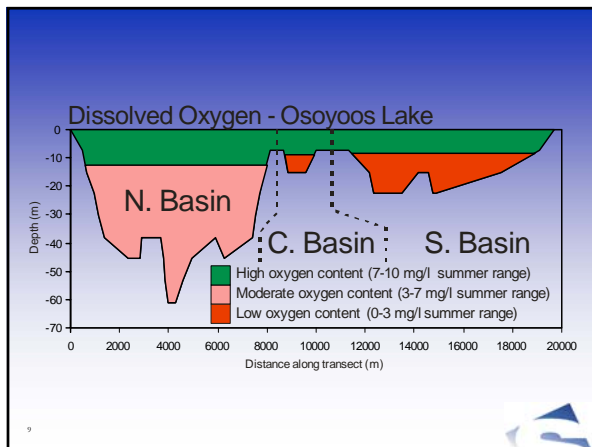 Dissolved Oxygen - Osoyoos Lake
0
-10
-20
-30
-40
-50
-60
-70
Depth (m)
N. Basin
C. Basin
S. Basin
High oxygen content (7-10 mg/l summer range)
Moderate oxygen content (3-7 mg/l summer range)
Low oxygen content (0-3 mg/l summer range)
0 2000 4000 6000 8000 10000 12000 14000 16000 18000 20000
Distance along transect (m)
9